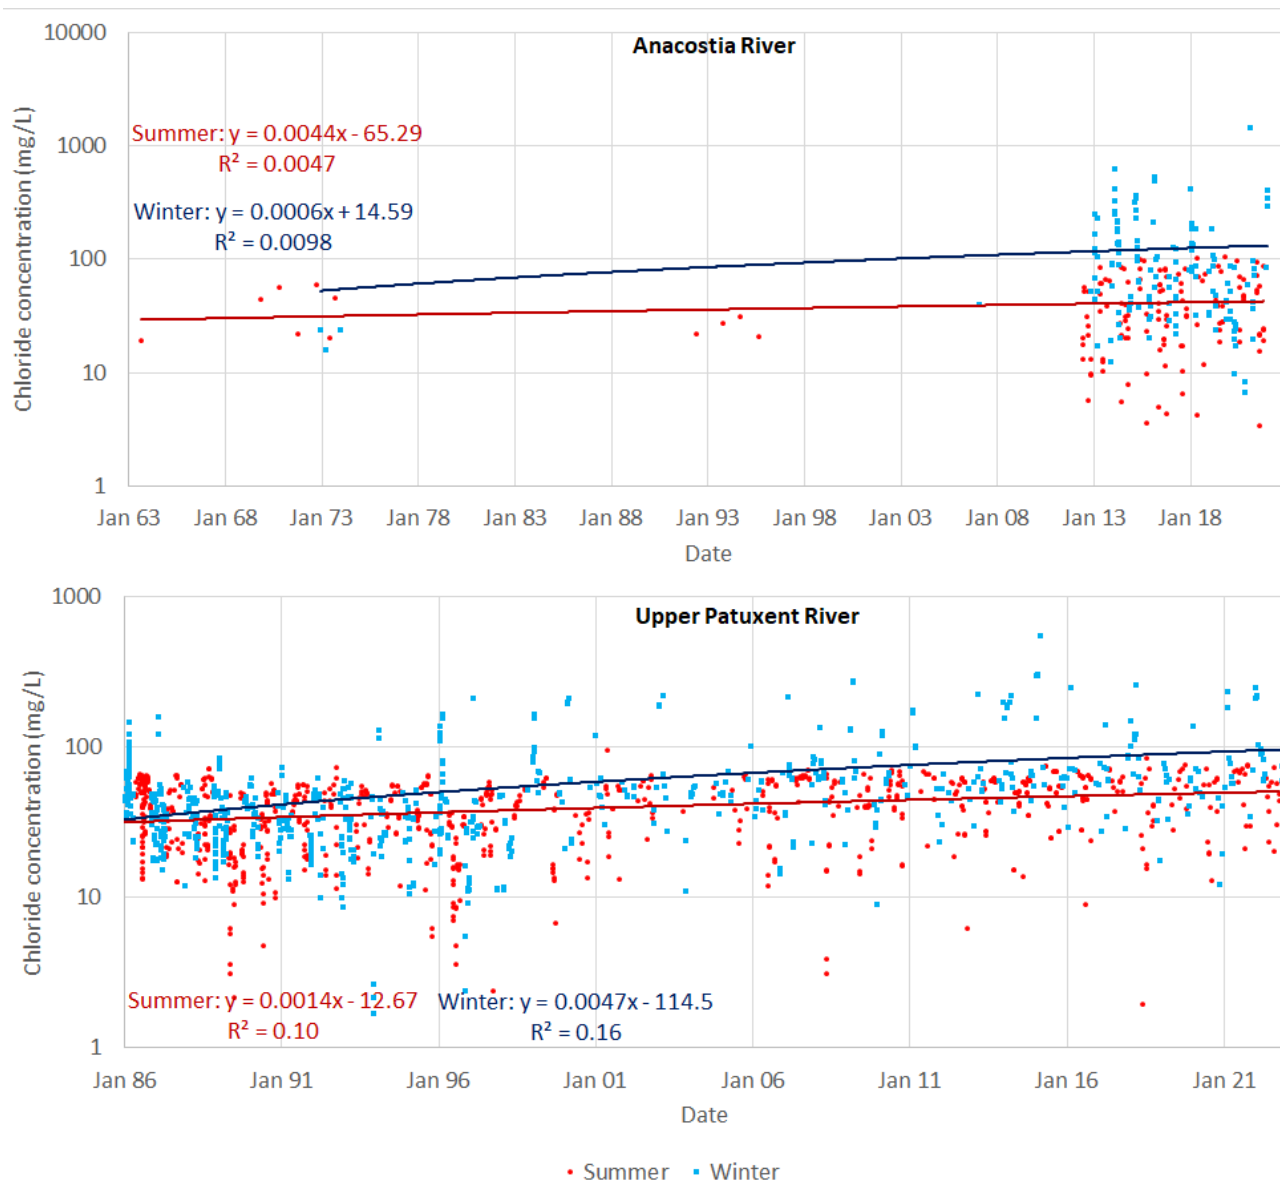 Anacostia River
10000
1000
100
10
1
Chloride concentration (mg/L)
Summer: y = 0.0044x - 65.29
R² = 0.0047
Winter: y = 0.0006x + 14.59
R² = 0.0098
Jan 63 Jan 68 Jan 73 Jan 78 Jan 83 Jan 88 Jan 93 Jan 98 Jan 03 Jan 08 Jan 13 Jan 18
Date
Upper Patuxent River
1000
100
10
1
Chloride concentration (mg/L)
Summer: y = 0.0014x - 12.67 Winter: y = 0.0047x - 114.5
R² = 0.10 R² = 0.16
Jan 86 Jan 91 Jan 96 Jan 01 Jan 06 Jan 11 Jan 16 Jan 21
Date
Summer Winter